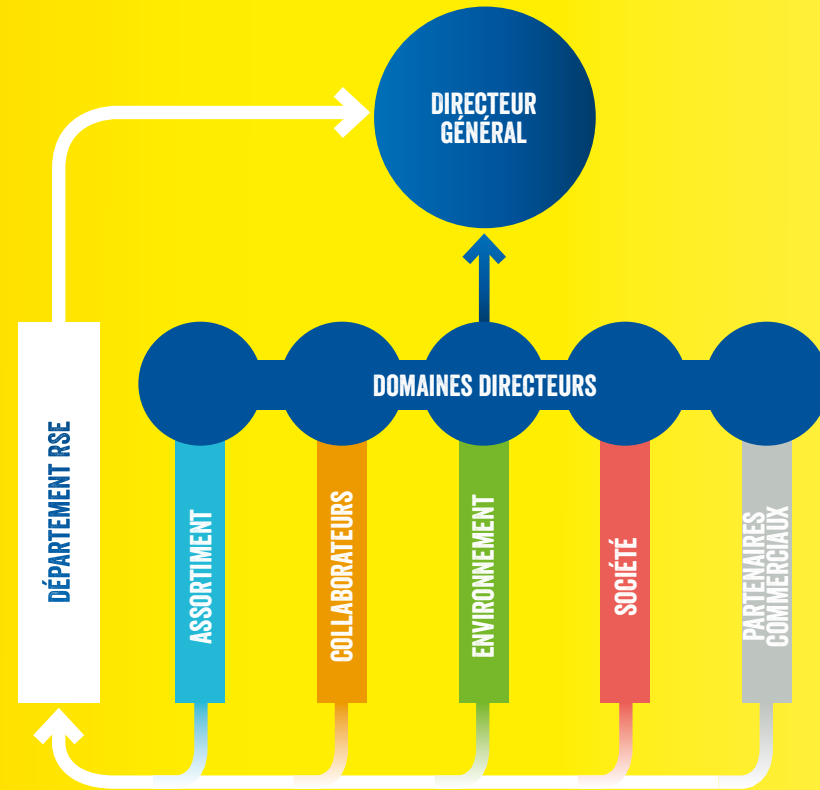 DIRECTEUR
GÉNÉRAL
DOMAINES DIRECTEURS
DÉPARTEMENT RSE
ASSORTIMENT
COLLABORATEURS
ENVIRONNEMENT
SOCIÉTÉ
PARTENAIRES
COMMERCIAUX